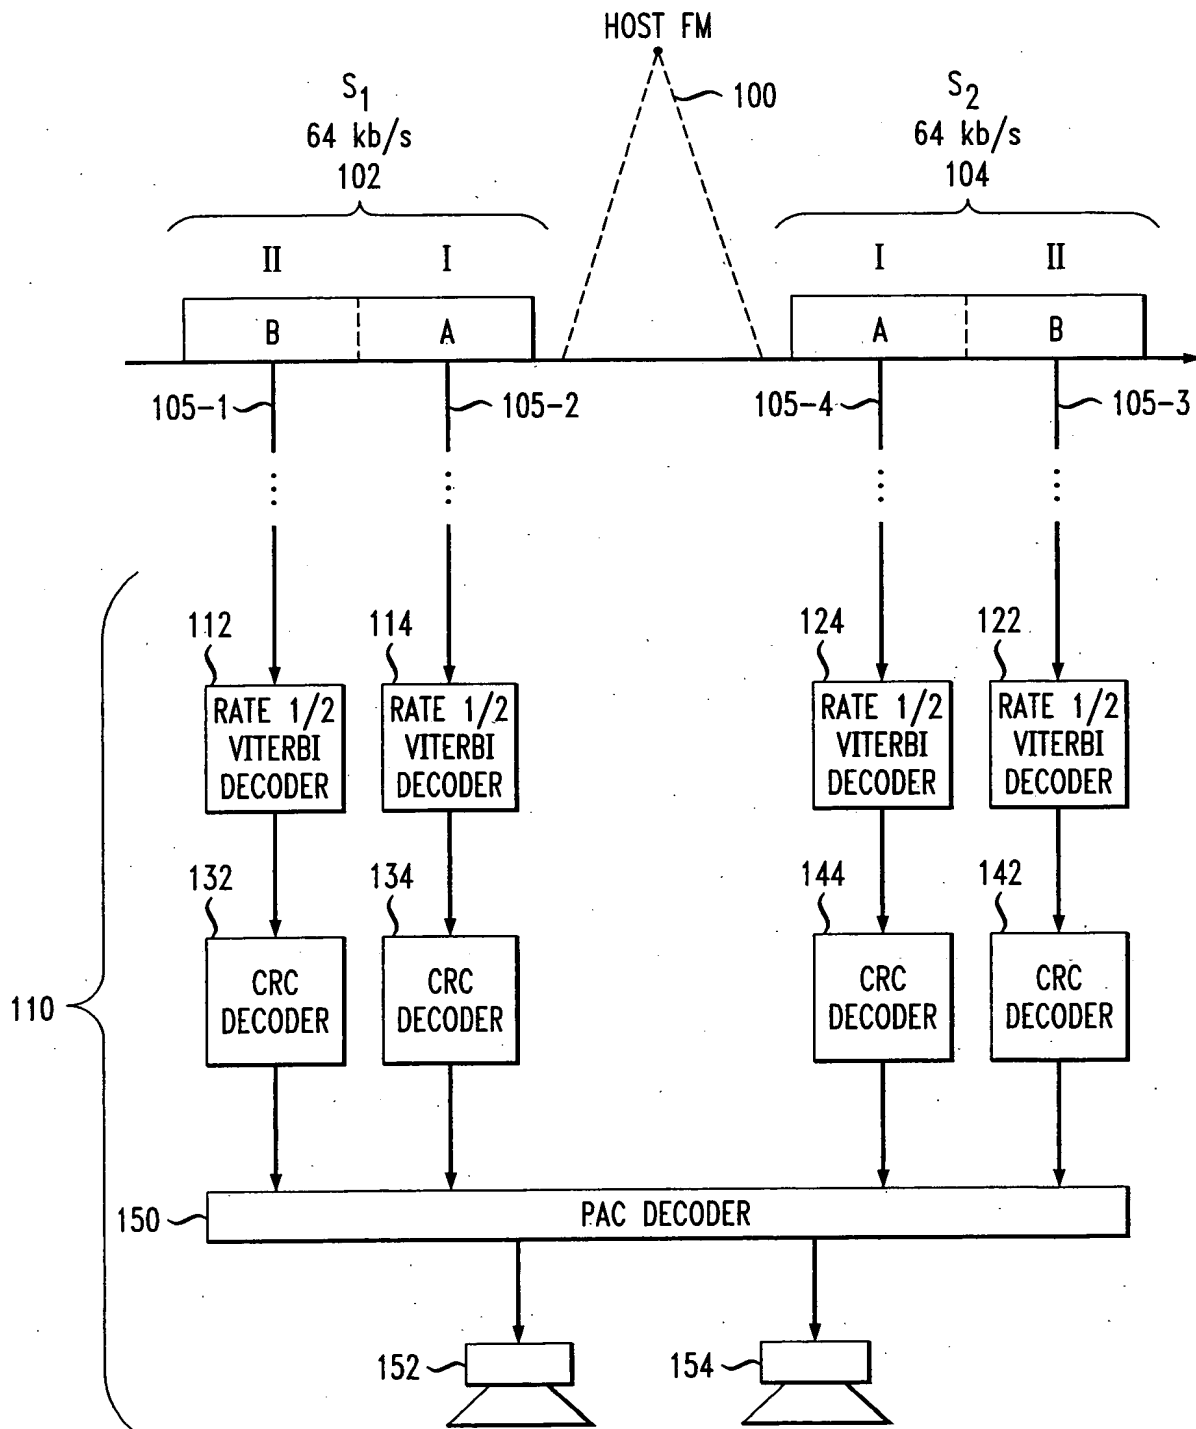 HOST FM
100
S1
64 kb/s
102
S2
64 kb/s
104
II I I II
B A A B
105-1 105-2 105-4 105-3
112 114 124 122
RATE 1/2
VITERBI
DECODER
RATE 1/2
VITERBI
DECODER
RATE 1/2
VITERBI
DECODER
RATE 1/2
VITERBI
DECODER
132 134 144 142
CRC
DECODER
CRC
DECODER
CRC
DECODER
CRC
DECODER
110
150 PAC DECODER
152 154